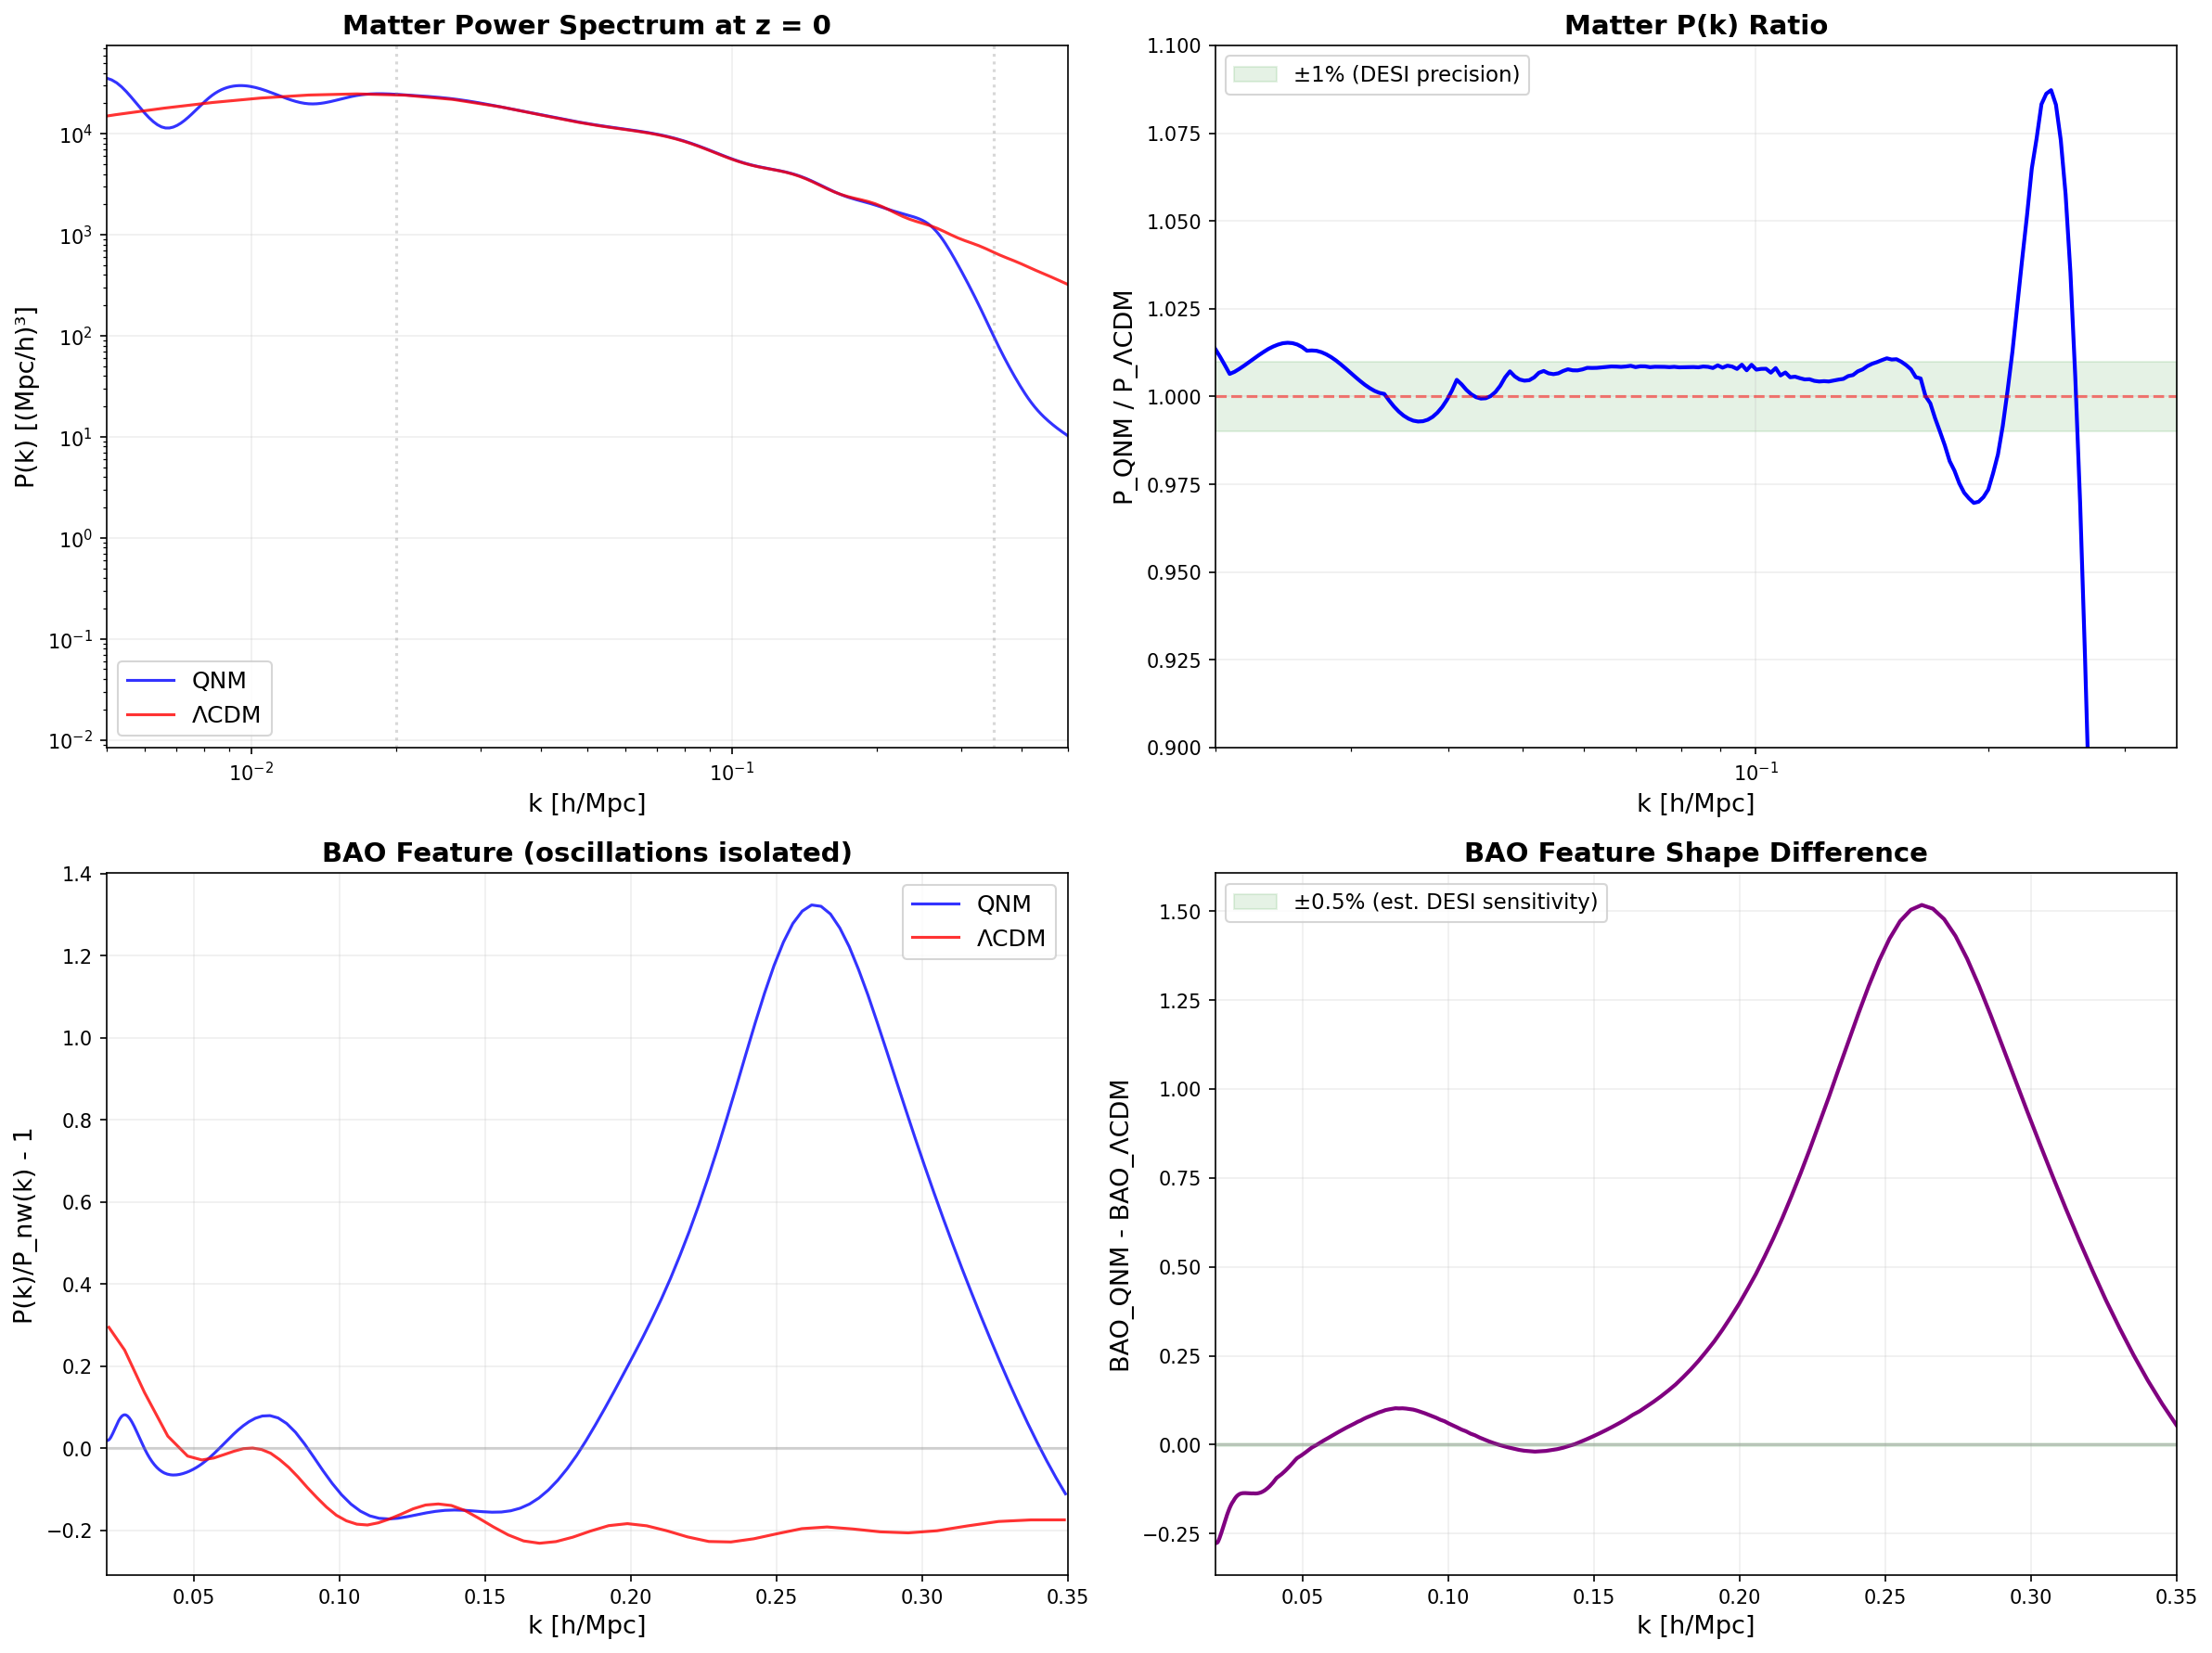 Matter Power Spectrum at z = 0
P(k) [(Mpc/h)³]
10⁴
10³
10²
10¹
10⁰
10⁻¹
10⁻²
QNM
ΛCDM
10⁻²
10⁻¹
k [h/Mpc]
Matter P(k) Ratio
P_QNM / P_ΛCDM
1.100
1.075
1.050
1.025
1.000
0.975
0.950
0.925
0.900
±1% (DESI precision)
10⁻¹
k [h/Mpc]
BAO Feature (oscillations isolated)
P(k)/P_nw(k) - 1
1.4
1.2
1.0
0.8
0.6
0.4
0.2
0.0
−0.2
QNM
ΛCDM
0.05
0.10
0.15
0.20
0.25
0.30
0.35
k [h/Mpc]
BAO Feature Shape Difference
BAO_QNM - BAO_ΛCDM
1.50
1.25
1.00
0.75
0.50
0.25
0.00
−0.25
±0.5% (est. DESI sensitivity)
0.05
0.10
0.15
0.20
0.25
0.30
0.35
k [h/Mpc]